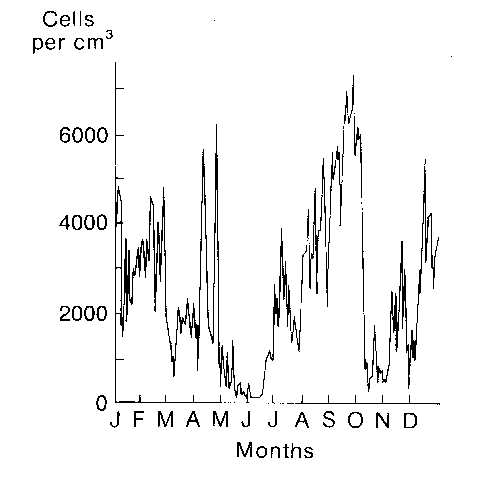 Cells
per cm³
6000
4000
2000
0
J F M A M J J A S O N D
Months